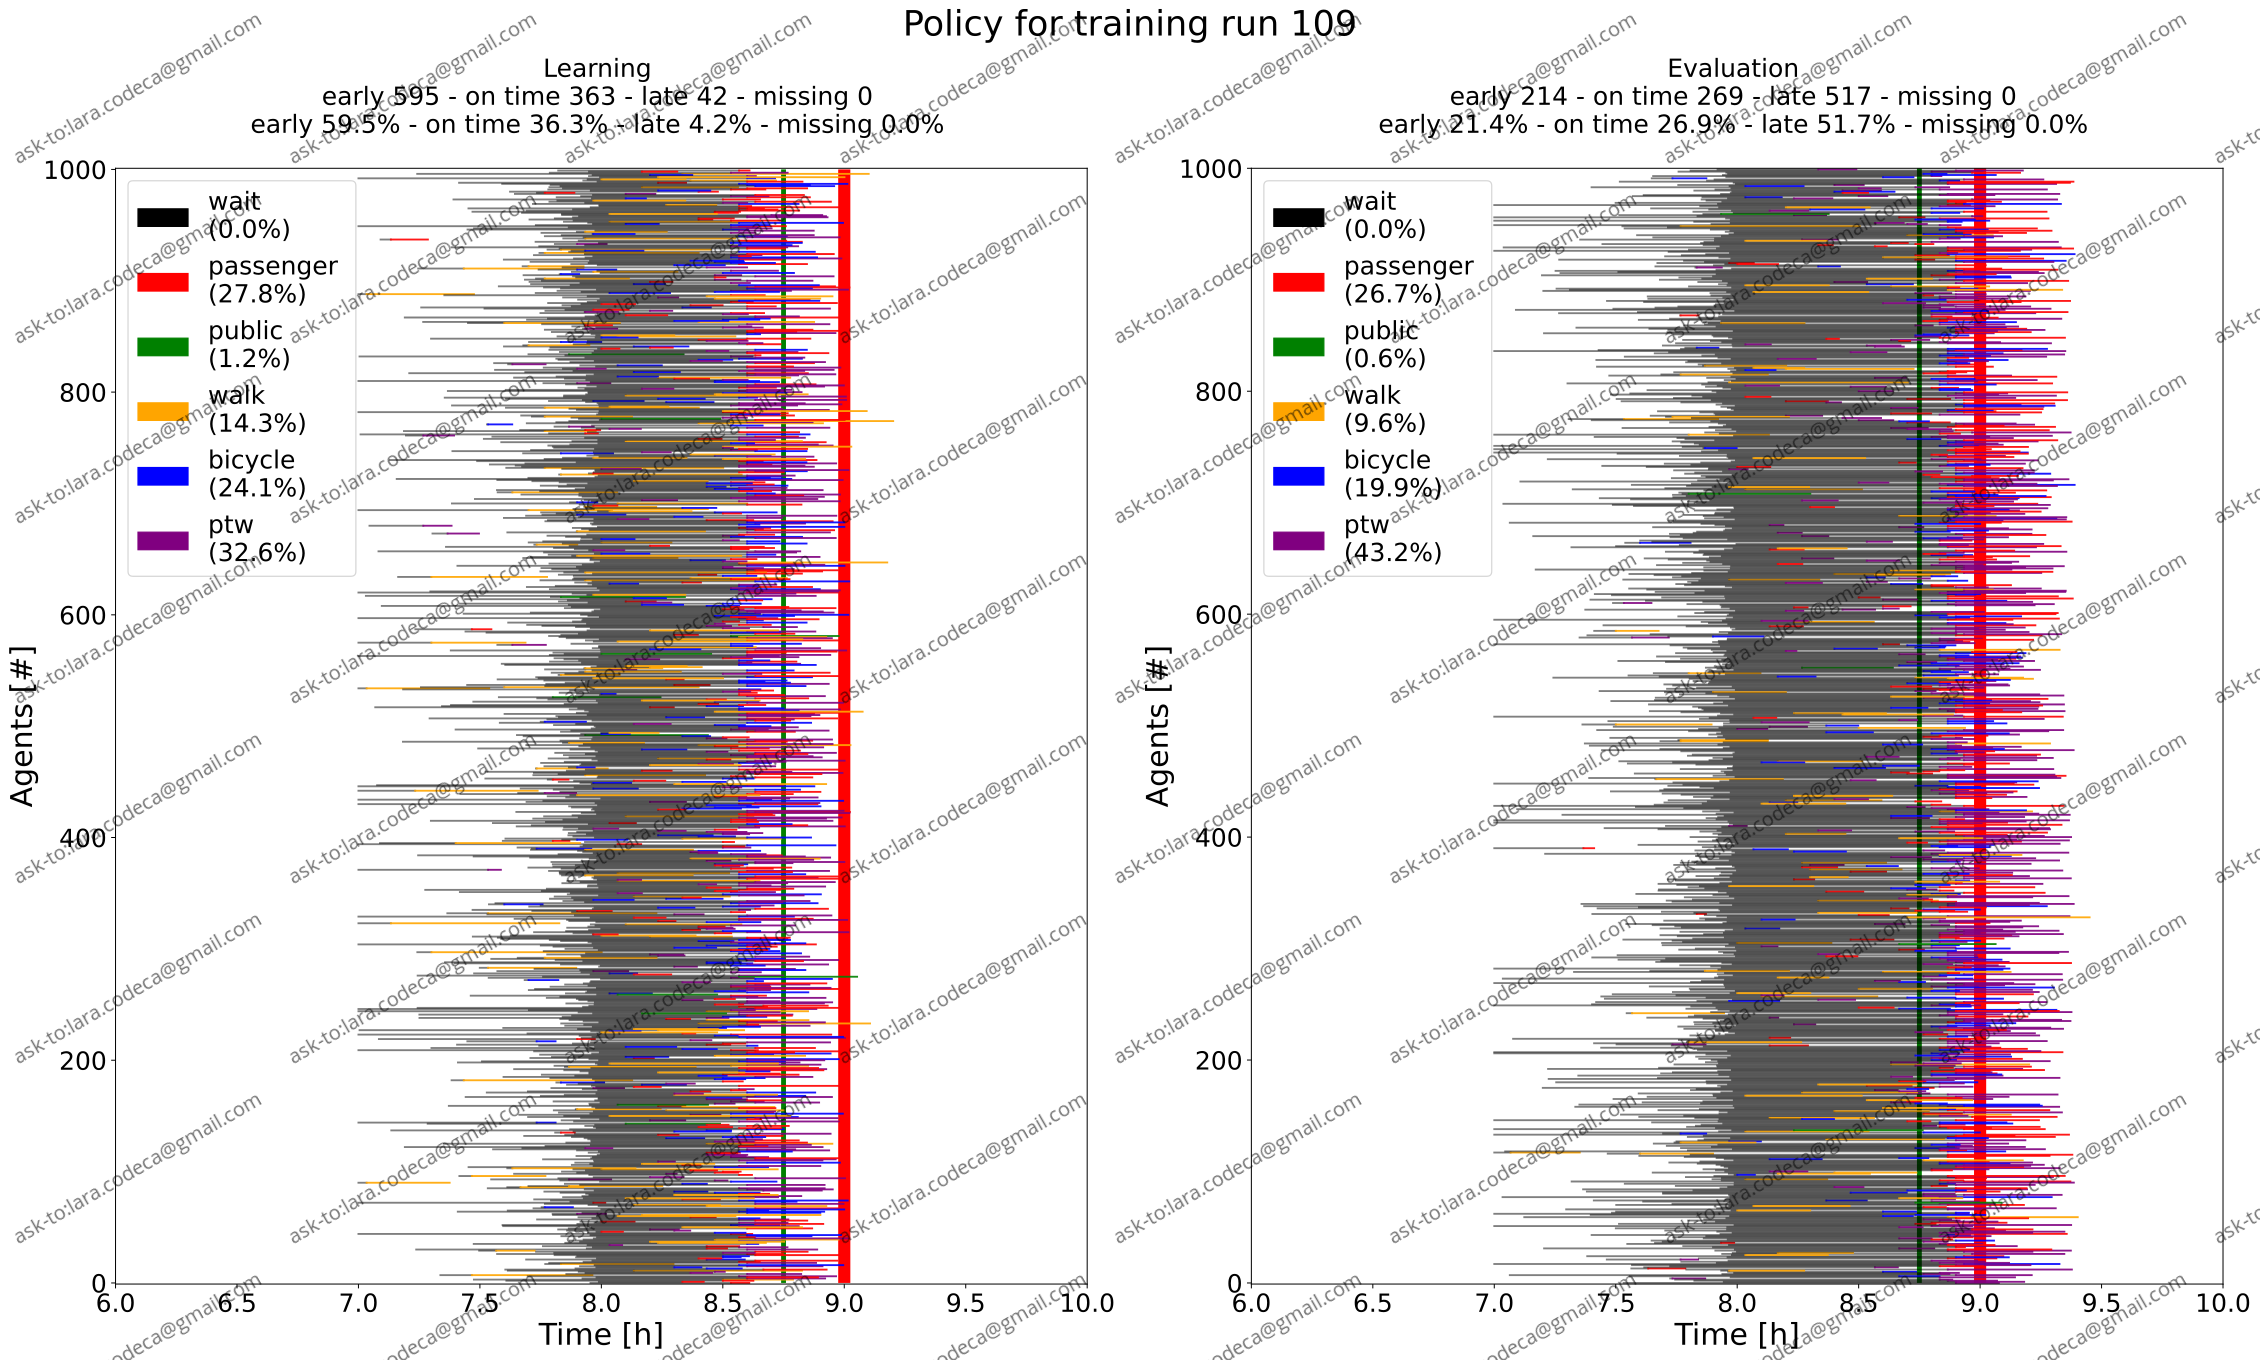 Policy for training run 109
Learning
early 595 - on time 363 - late 42 - missing 0
early 59.5% - on time 36.3% - late 4.2% - missing 0.0%
1000
800
600
400
200
0
Agents [#]
wait
(0.0%)
passenger
(27.8%)
public
(1.2%)
walk
(14.3%)
bicycle
(24.1%)
ptw
(32.6%)
6.0 6.5 7.0 7.5 8.0 8.5 9.0 9.5 10.0
Time [h]
Evaluation
early 214 - on time 269 - late 517 - missing 0
early 21.4% - on time 26.9% - late 51.7% - missing 0.0%
1000
800
600
400
200
0
Agents [#]
wait
(0.0%)
passenger
(26.7%)
public
(0.6%)
walk
(9.6%)
bicycle
(19.9%)
ptw
(43.2%)
6.0 6.5 7.0 7.5 8.0 8.5 9.0 9.5 10.0
Time [h]
ask-to:lara.codeca@gmail.com